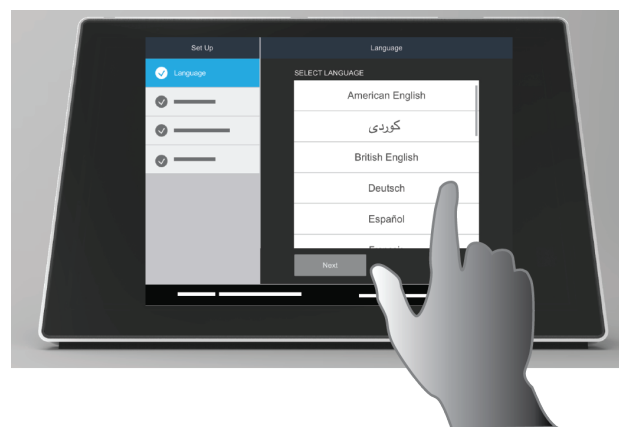 Set Up
Language
Language
SELECT LANGUAGE
American English
کوردی
British English
Deutsch
Español
Next